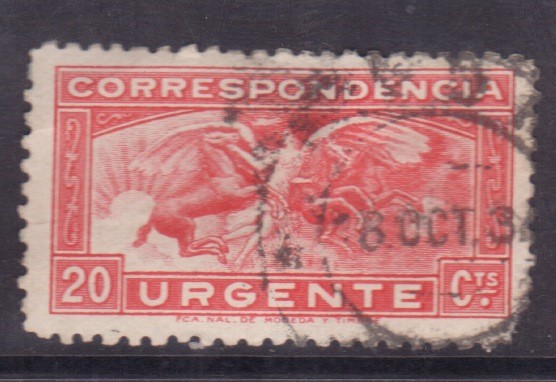 CORRESPONDENCIA
8 OCT. 3
20 CTS.
URGENTE
FCA. NAL. DE MONEDA Y TIMBRE